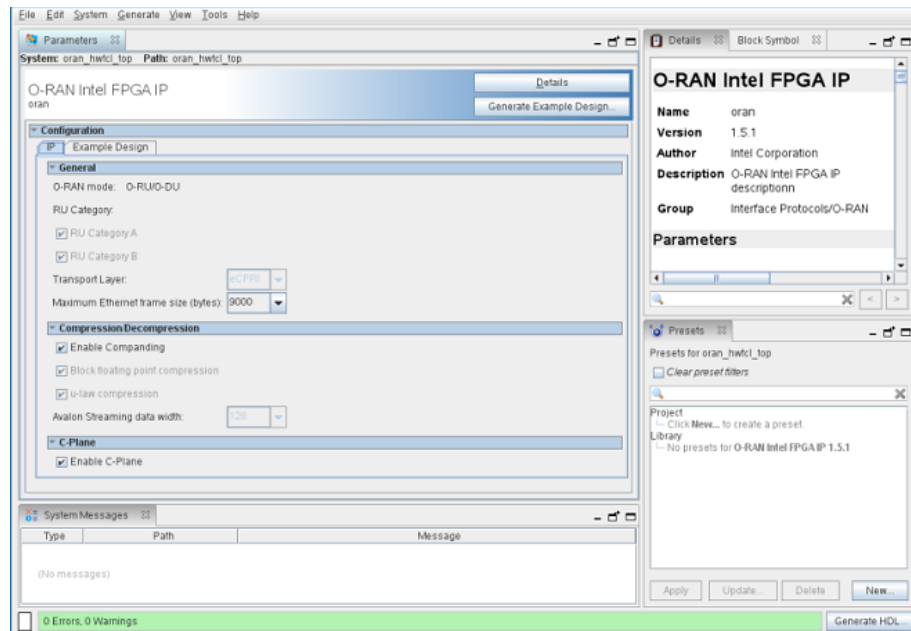 File Edit System Generate View Tools Help
Parameters
System: oran_hwtcl_top Path: oran_hwtcl_top
O-RAN Intel FPGA IP
oran
Details
Generate Example Design...
Configuration
IP Example Design
General
O-RAN mode: O-RU/O-DU
RU Category:
RU Category A
RU Category B
Transport Layer: eCPRI
Maximum Ethernet frame size (bytes): 9000
Compression/Decompression
Enable Companding
Block floating point compression
u-law compression
Avalon Streaming data width: 128
C-Plane
Enable C-Plane
System Messages
Type Path Message
(No messages)
0 Errors, 0 Warnings
Details Block Symbol
O-RAN Intel FPGA IP
Name oran
Version 1.5.1
Author Intel Corporation
Description O-RAN Intel FPGA IP
descriptionn
Group Interface Protocols/O-RAN
Parameters
Presets
Presets for oran_hwtcl_top
Clear preset filters
Project
Click New... to create a preset.
Library
No presets for O-RAN Intel FPGA IP 1.5.1
Apply Update... Delete New...
Generate HDL...